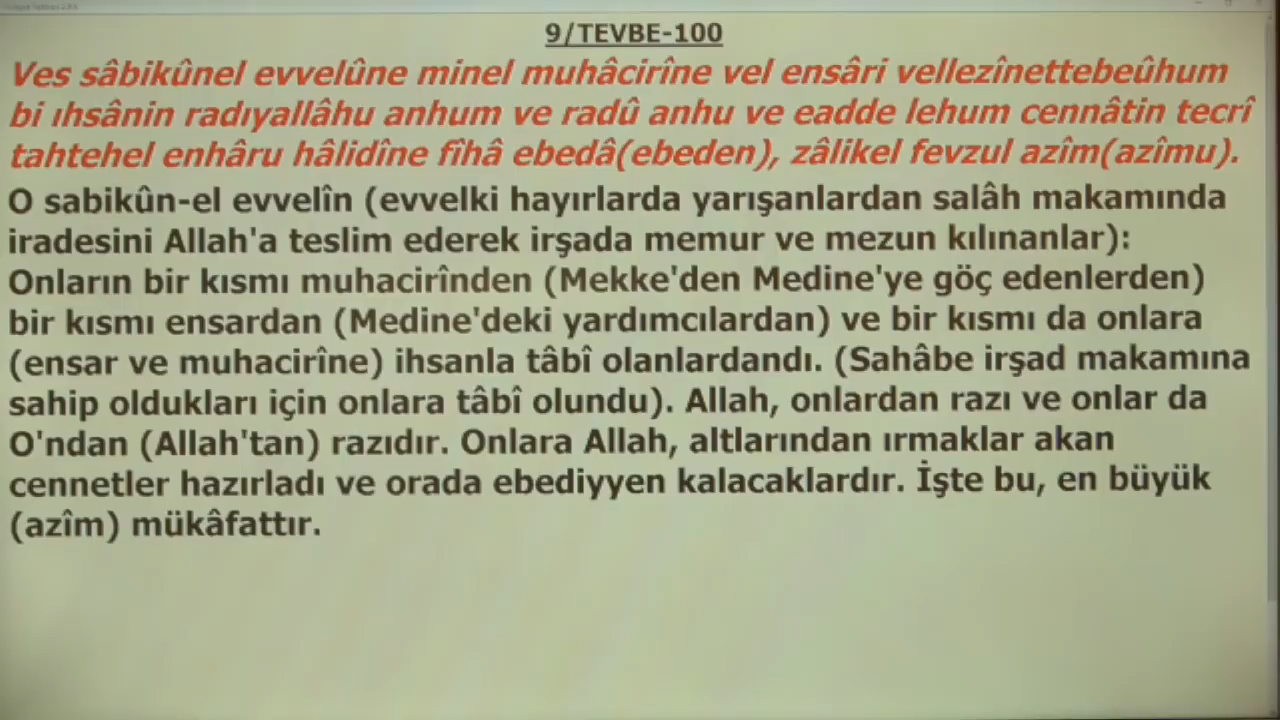 9/TEVBE-100
Ves sâbikûnel evvelûne minel muhâcirîne vel ensâri vellezînettebeûhum
bi ıhsânin radıyallâhu anhum ve radû anhu ve eadde lehum cennâtin tecrî
tahtehel enhâru hâlidîne fîhâ ebedâ(ebeden), zâlikel fevzul azîm(azîmu).
O sabikûn-el evvelîn (evvelki hayırlarda yarışanlardan salâh makamında
iradesini Allah'a teslim ederek irşada memur ve mezun kılınanlar):
Onların bir kısmı muhacirînden (Mekke'den Medine'ye göç edenlerden)
bir kısmı ensardan (Medine'deki yardımcılardan) ve bir kısmı da onlara
(ensar ve muhacirîne) ihsanla tâbî olanlardandı. (Sahâbe irşad makamına
sahip oldukları için onlara tâbî olundu). Allah, onlardan razı ve onlar da
O'ndan (Allah'tan) razıdır. Onlara Allah, altlarından ırmaklar akan
cennetler hazırladı ve orada ebediyyen kalacaklardır. İşte bu, en büyük
(azîm) mükâfattır.